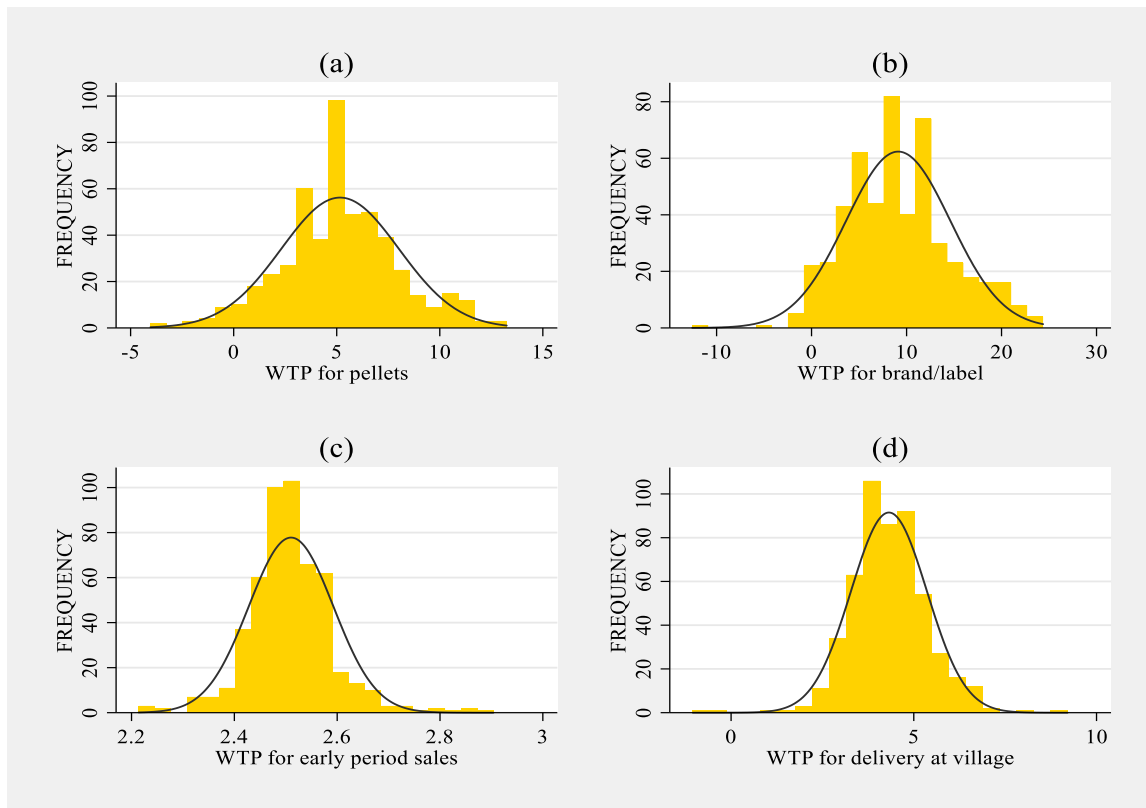 (a)
FREQUENCY
0 20 40 60 80 100
-5 0 5 10 15
WTP for pellets
(b)
FREQUENCY
0 20 40 60 80
-10 0 10 20 30
WTP for brand/label
(c)
FREQUENCY
0 20 40 60 80 100
2.2 2.4 2.6 2.8 3
WTP for early period sales
(d)
FREQUENCY
0 20 40 60 80 100
0 5 10
WTP for delivery at village